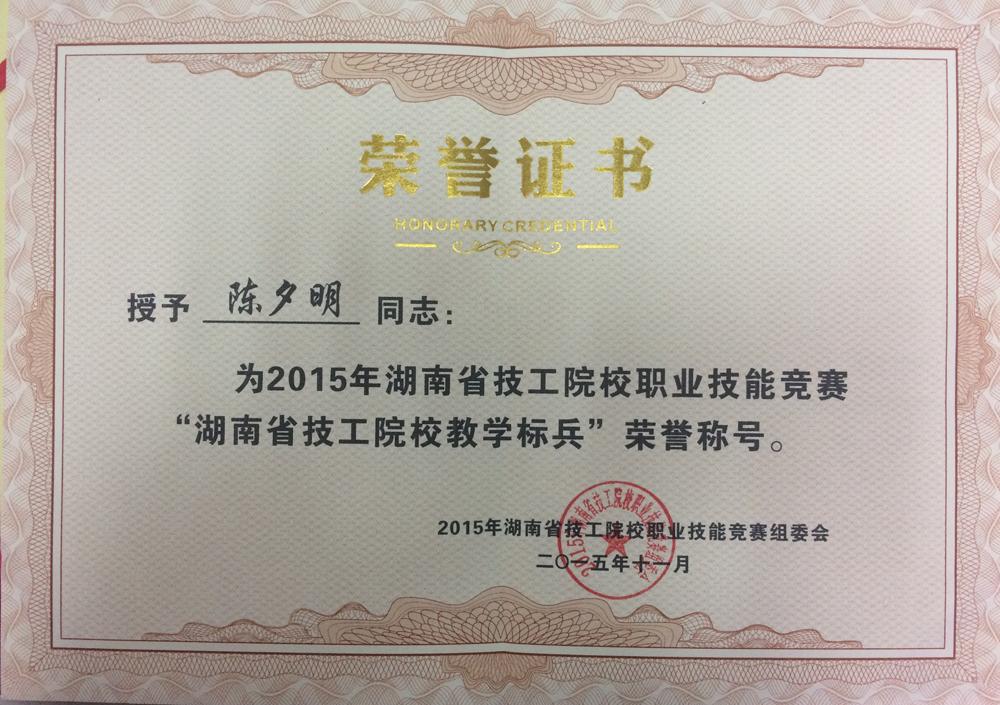 荣誉证书
HONORARY CREDENTIAL
授予 陈夕明 同志：
为2015年湖南省技工院校职业技能竞赛
“湖南省技工院校教学标兵”荣誉称号。
2015年湖南省技工院校职业技能竞赛组委会
二〇一五年十一月